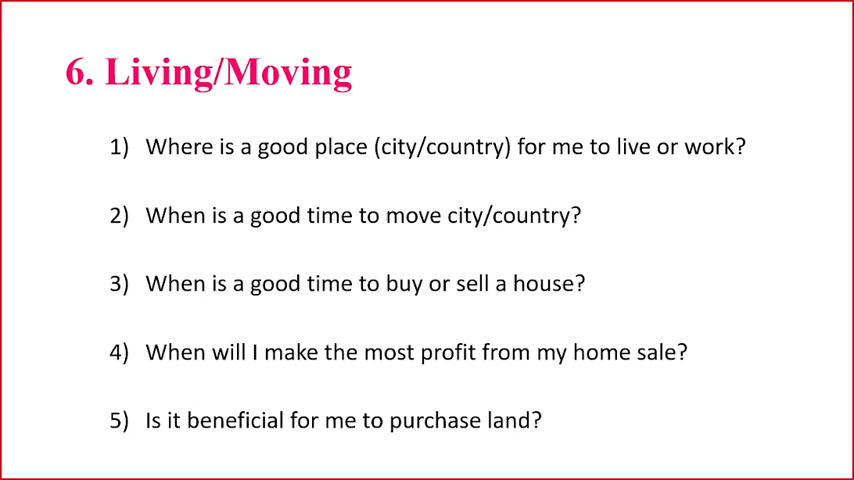 6. Living/Moving
1) Where is a good place (city/country) for me to live or work?
2) When is a good time to move city/country?
3) When is a good time to buy or sell a house?
4) When will I make the most profit from my home sale?
5) Is it beneficial for me to purchase land?